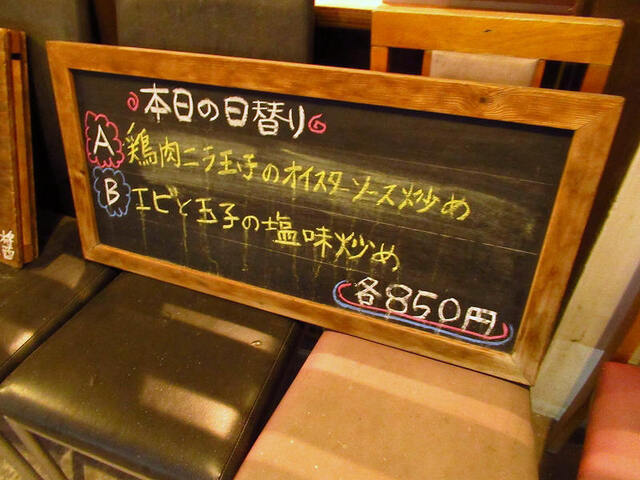 本日の日替り
A 鶏肉ニラ玉子のオイスターソース炒め
B エビと玉子の塩味炒め
各850円